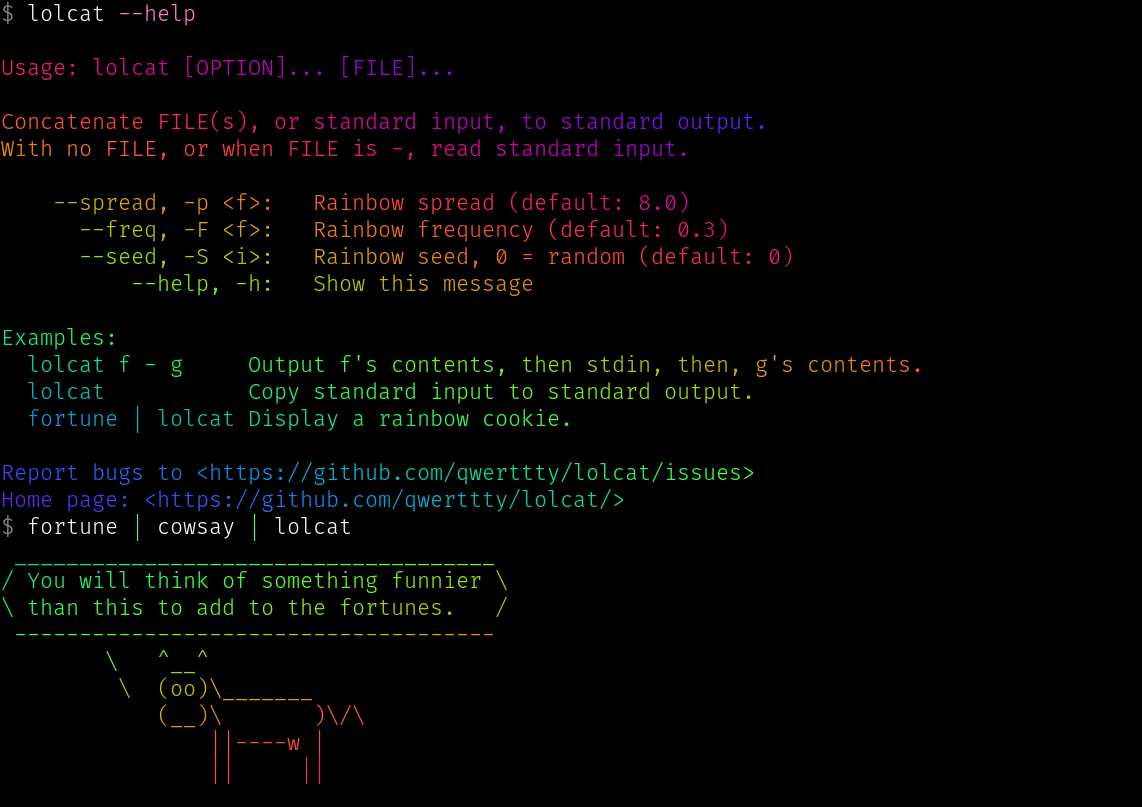 $ lolcat --help

Usage: lolcat [OPTION]... [FILE]...

Concatenate FILE(s), or standard input, to standard output.
With no FILE, or when FILE is -, read standard input.

    --spread, -p <f>:   Rainbow spread (default: 8.0)
      --freq, -F <f>:   Rainbow frequency (default: 0.3)
      --seed, -S <i>:   Rainbow seed, 0 = random (default: 0)
          --help, -h:   Show this message

Examples:
  lolcat f - g     Output f's contents, then stdin, then, g's contents.
  lolcat           Copy standard input to standard output.
  fortune | lolcat Display a rainbow cookie.

Report bugs to <https://github.com/qwerttty/lolcat/issues>
Home page: <https://github.com/qwerttty/lolcat/>
$ fortune | cowsay | lolcat
 _____________________________________
/ You will think of something funnier \
\ than this to add to the fortunes.   /
 -------------------------------------
        \   ^__^
         \  (oo)\_______
            (__)\       )\/\
                ||----w |
                ||     ||